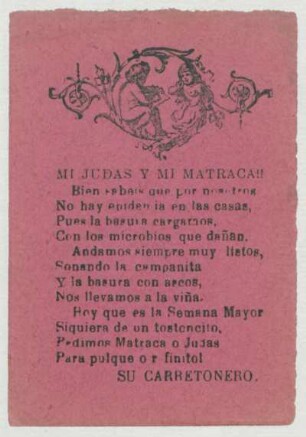 MI JUDAS Y MI MATRACA!!
Bien sabeis que por nosotros
No hay epidemia en las casas,
Pues la basura cargamos,
Con los microbios que dañan.
Andamos siempre muy listos,
Sonando la campanita
Y la basura con ascos,
Nos llevamos a la viña.
Hoy que es la Semana Mayor
Siquiera de un tostoncito,
Pedimos Matraca o Judas
Para pulque o r finito!
SU CARRETONERO.